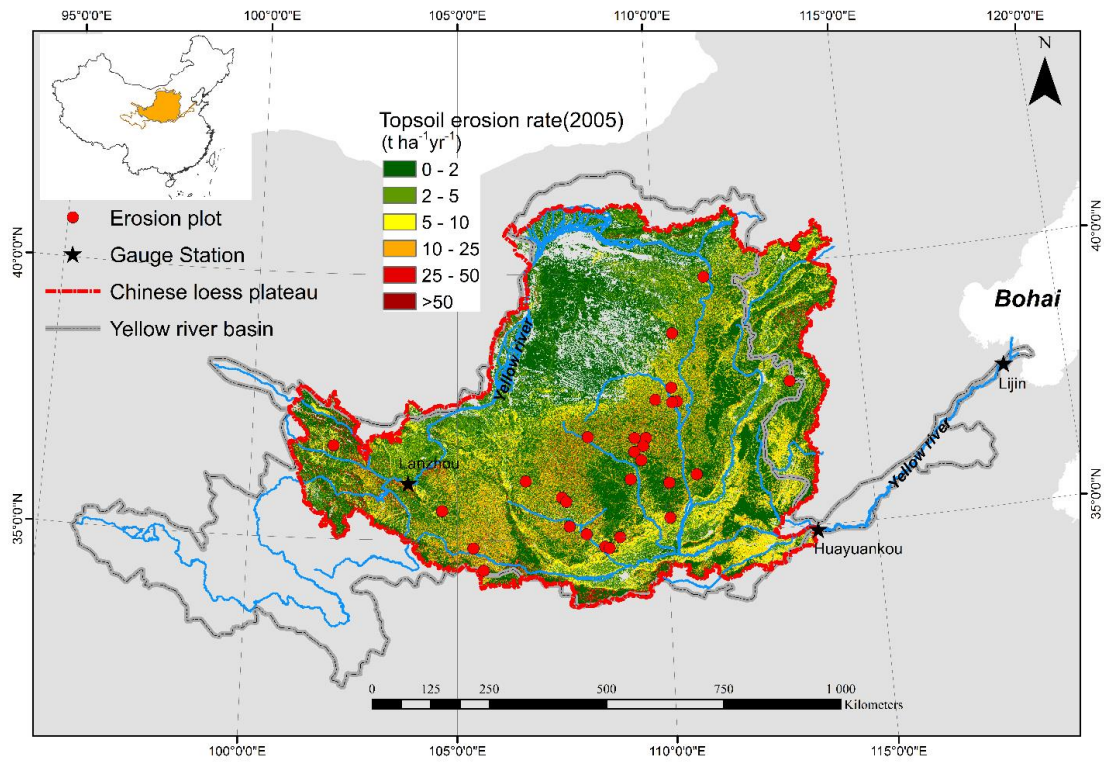 95°0'0"E 100°0'0"E 105°0'0"E 110°0'0"E 115°0'0"E 120°0'0"E
N
Topsoil erosion rate(2005)
(t ha⁻¹yr⁻¹)
0 - 2
2 - 5
5 - 10
10 - 25
25 - 50
>50
Erosion plot
Gauge Station
Chinese loess plateau
Yellow river basin
40°0'0"N
40°0'0"N
Bohai
Yellow river
Lijin
Lanzhou
Yellow river
35°0'0"N
35°0'0"N
Huayuankou
0 125 250 500 750 1 000
Kilometers
100°0'0"E 105°0'0"E 110°0'0"E 115°0'0"E